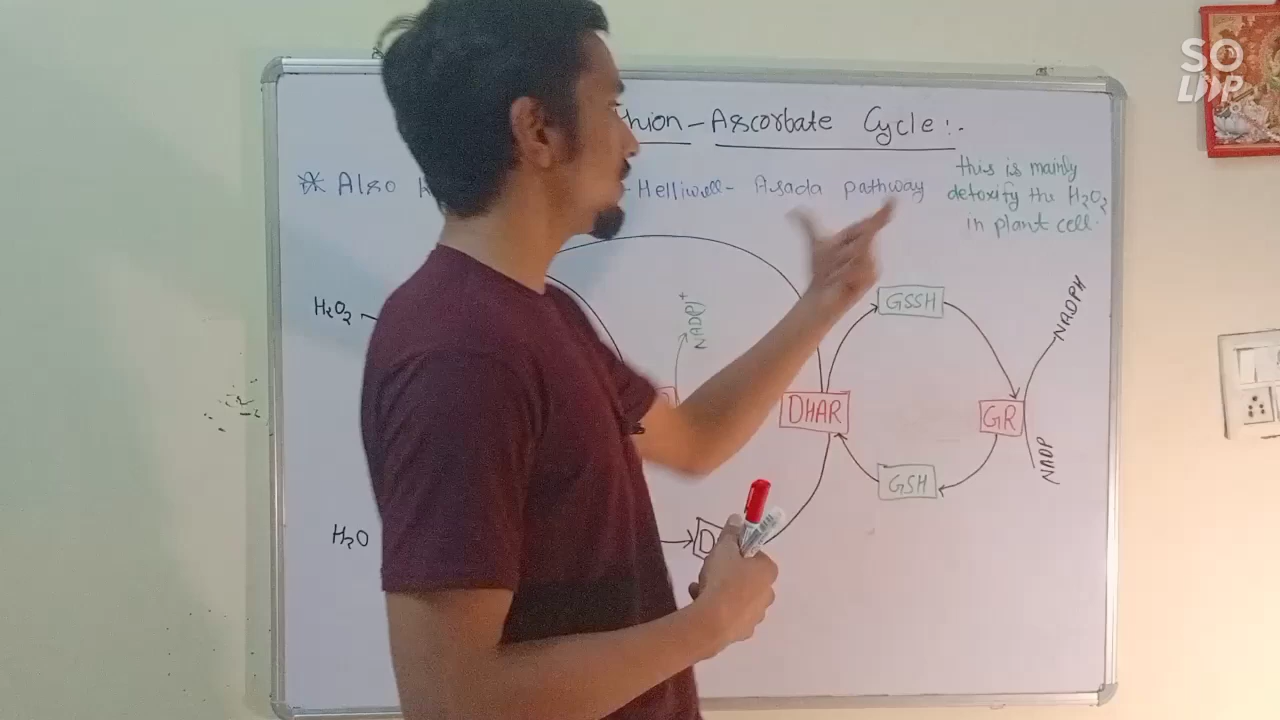 SO
LOOP
- Ascorbate Cycle :-
Also
- Helliwell - Asada pathway
this is mainly
detoxify the H₂O₂
in plant cell.
H₂O₂
NADP⁺
GSSH
NADPH
DHAR
GR
NADP
GSH
H₂O